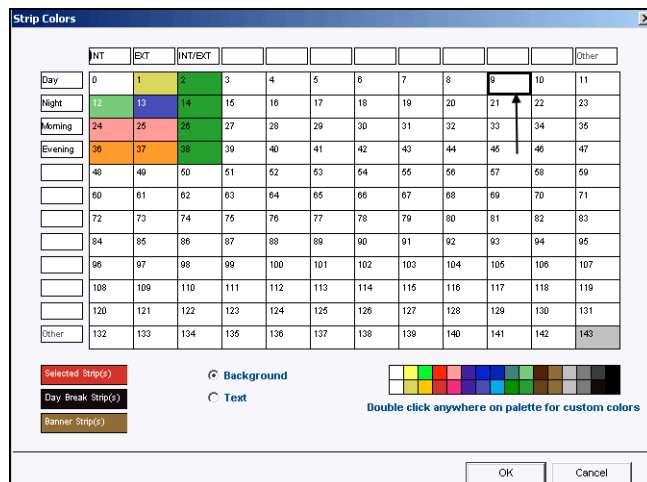 Strip Colors
INT EXT INT/EXT Other
Day 0 1 2 3 4 5 6 7 8 9 10 11
Night 12 13 14 15 16 17 18 19 20 21 22 23
Morning 24 25 26 27 28 29 30 31 32 33 34 35
Evening 36 37 38 39 40 41 42 43 44 45 46 47
48 49 50 51 52 53 54 55 56 57 58 59
60 61 62 63 64 65 66 67 68 69 70 71
72 73 74 75 76 77 78 79 80 81 82 83
84 85 86 87 88 89 90 91 92 93 94 95
96 97 98 99 100 101 102 103 104 105 106 107
108 109 110 111 112 113 114 115 116 117 118 119
120 121 122 123 124 125 126 127 128 129 130 131
Other 132 133 134 135 136 137 138 139 140 141 142 143
Selected Strip(s)
Background
Day Break Strip(s)
Text
Double click anywhere on palette for custom colors
Banner Strip(s)
OK Cancel